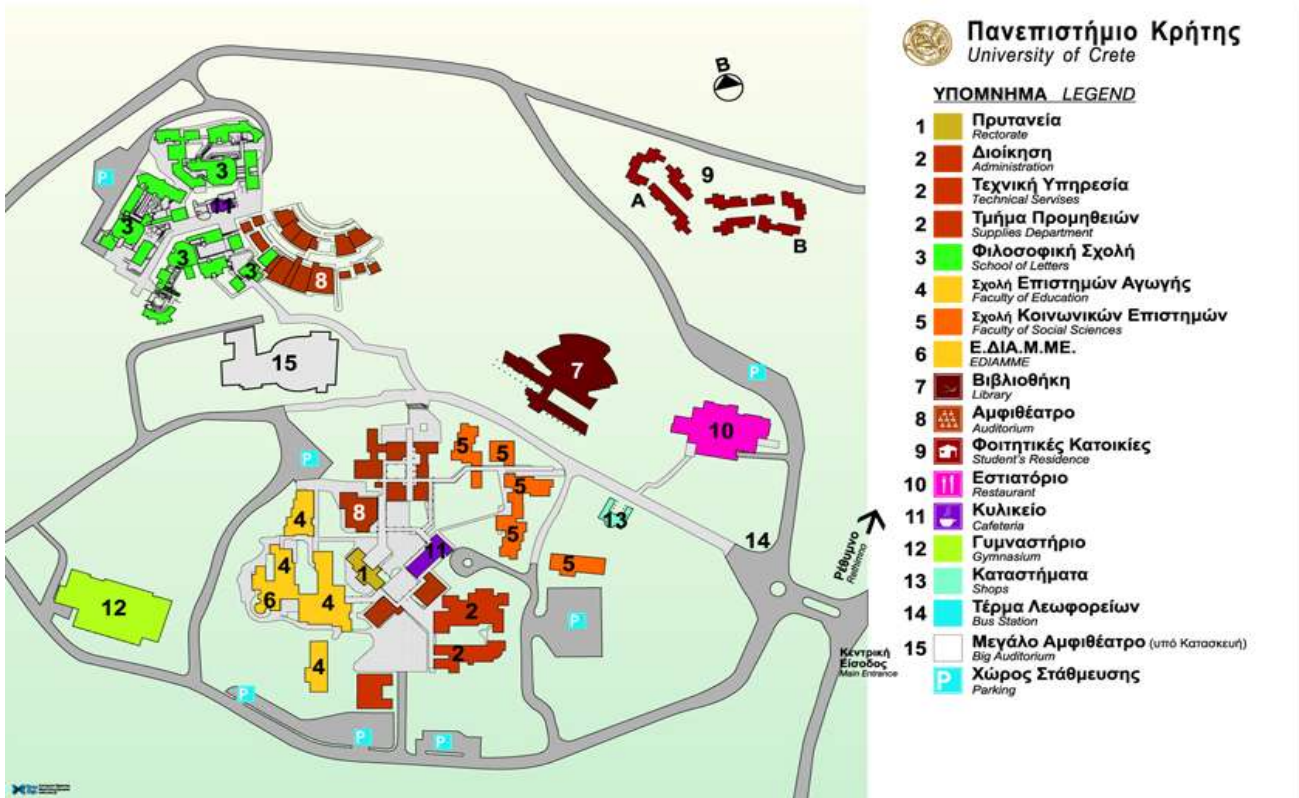 Πανεπιστήμιο Κρήτης
University of Crete
ΥΠΟΜΝΗΜΑ LEGEND
1 Πρυτανεία
Rectorate
2 Διοίκηση
Administration
2 Τεχνική Υπηρεσία
Technical Servises
2 Τμήμα Προμηθειών
Supplies Department
3 Φιλοσοφική Σχολή
School of Letters
4 Σχολή Επιστημών Αγωγής
Faculty of Education
5 Σχολή Κοινωνικών Επιστημών
Faculty of Social Sciences
6 Ε.ΔΙΑ.Μ.ΜΕ.
EDIAMME
7 Βιβλιοθήκη
Library
8 Αμφιθέατρο
Auditorium
9 Φοιτητικές Κατοικίες
Student's Residence
10 Εστιατόριο
Restaurant
11 Κυλικείο
Cafeteria
12 Γυμναστήριο
Gymnasium
13 Καταστήματα
Shops
14 Τέρμα Λεωφορείων
Bus Station
15 Μεγάλο Αμφιθέατρο (υπό Κατασκευή)
Big Auditorium
P Χώρος Στάθμευσης
Parking
B
9
A
B
3
P
3
3
3
8
15
7
P
10
5
5
P
5
8
4
13
5
14
Ρέθυμνο
Rethimno
11
4
1
5
12
6
4
2
P
2
4
Κεντρική
Είσοδος
Main Entrance
P
P
P